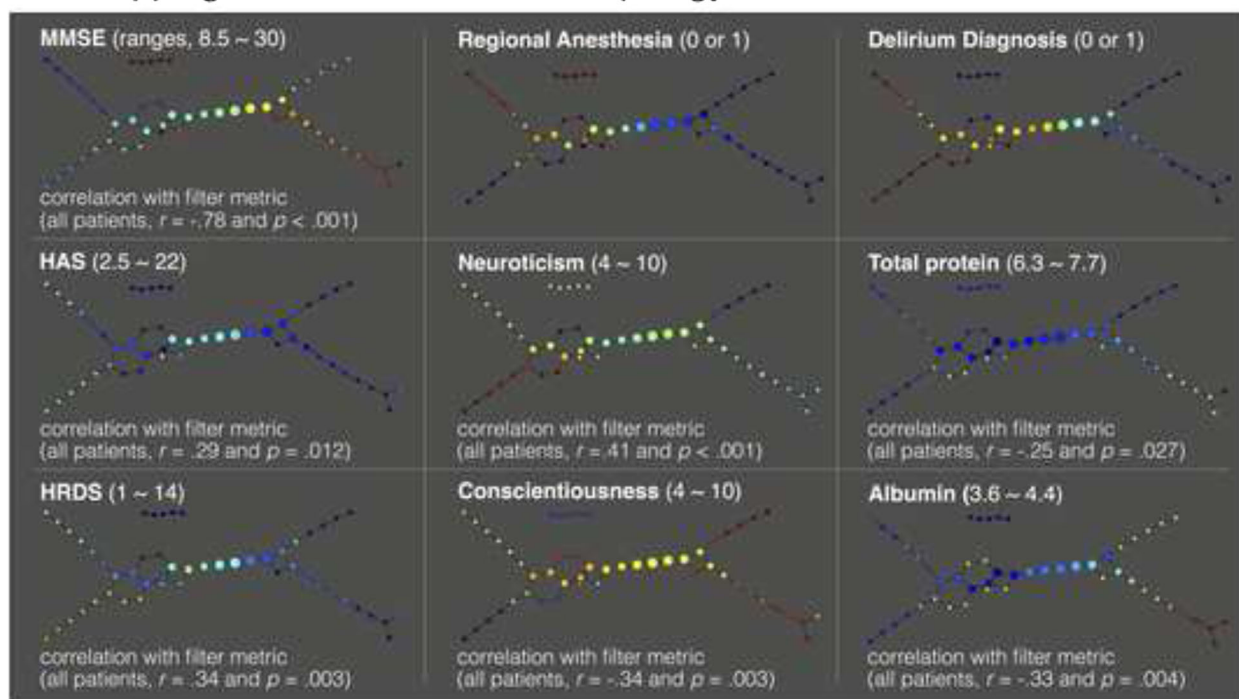 MMSE (ranges, 8.5 ~ 30)
correlation with filter metric
(all patients, r = -.78 and p < .001)
Regional Anesthesia (0 or 1)
Delirium Diagnosis (0 or 1)
HAS (2.5 ~ 22)
correlation with filter metric
(all patients, r = .29 and p = .012)
Neuroticism (4 ~ 10)
correlation with filter metric
(all patients, r = .41 and p < .001)
Total protein (6.3 ~ 7.7)
correlation with filter metric
(all patients, r = -.25 and p = .027)
HRDS (1 ~ 14)
correlation with filter metric
(all patients, r = .34 and p = .003)
Conscientiousness (4 ~ 10)
correlation with filter metric
(all patients, r = -.34 and p = .003)
Albumin (3.6 ~ 4.4)
correlation with filter metric
(all patients, r = -.33 and p = .004)